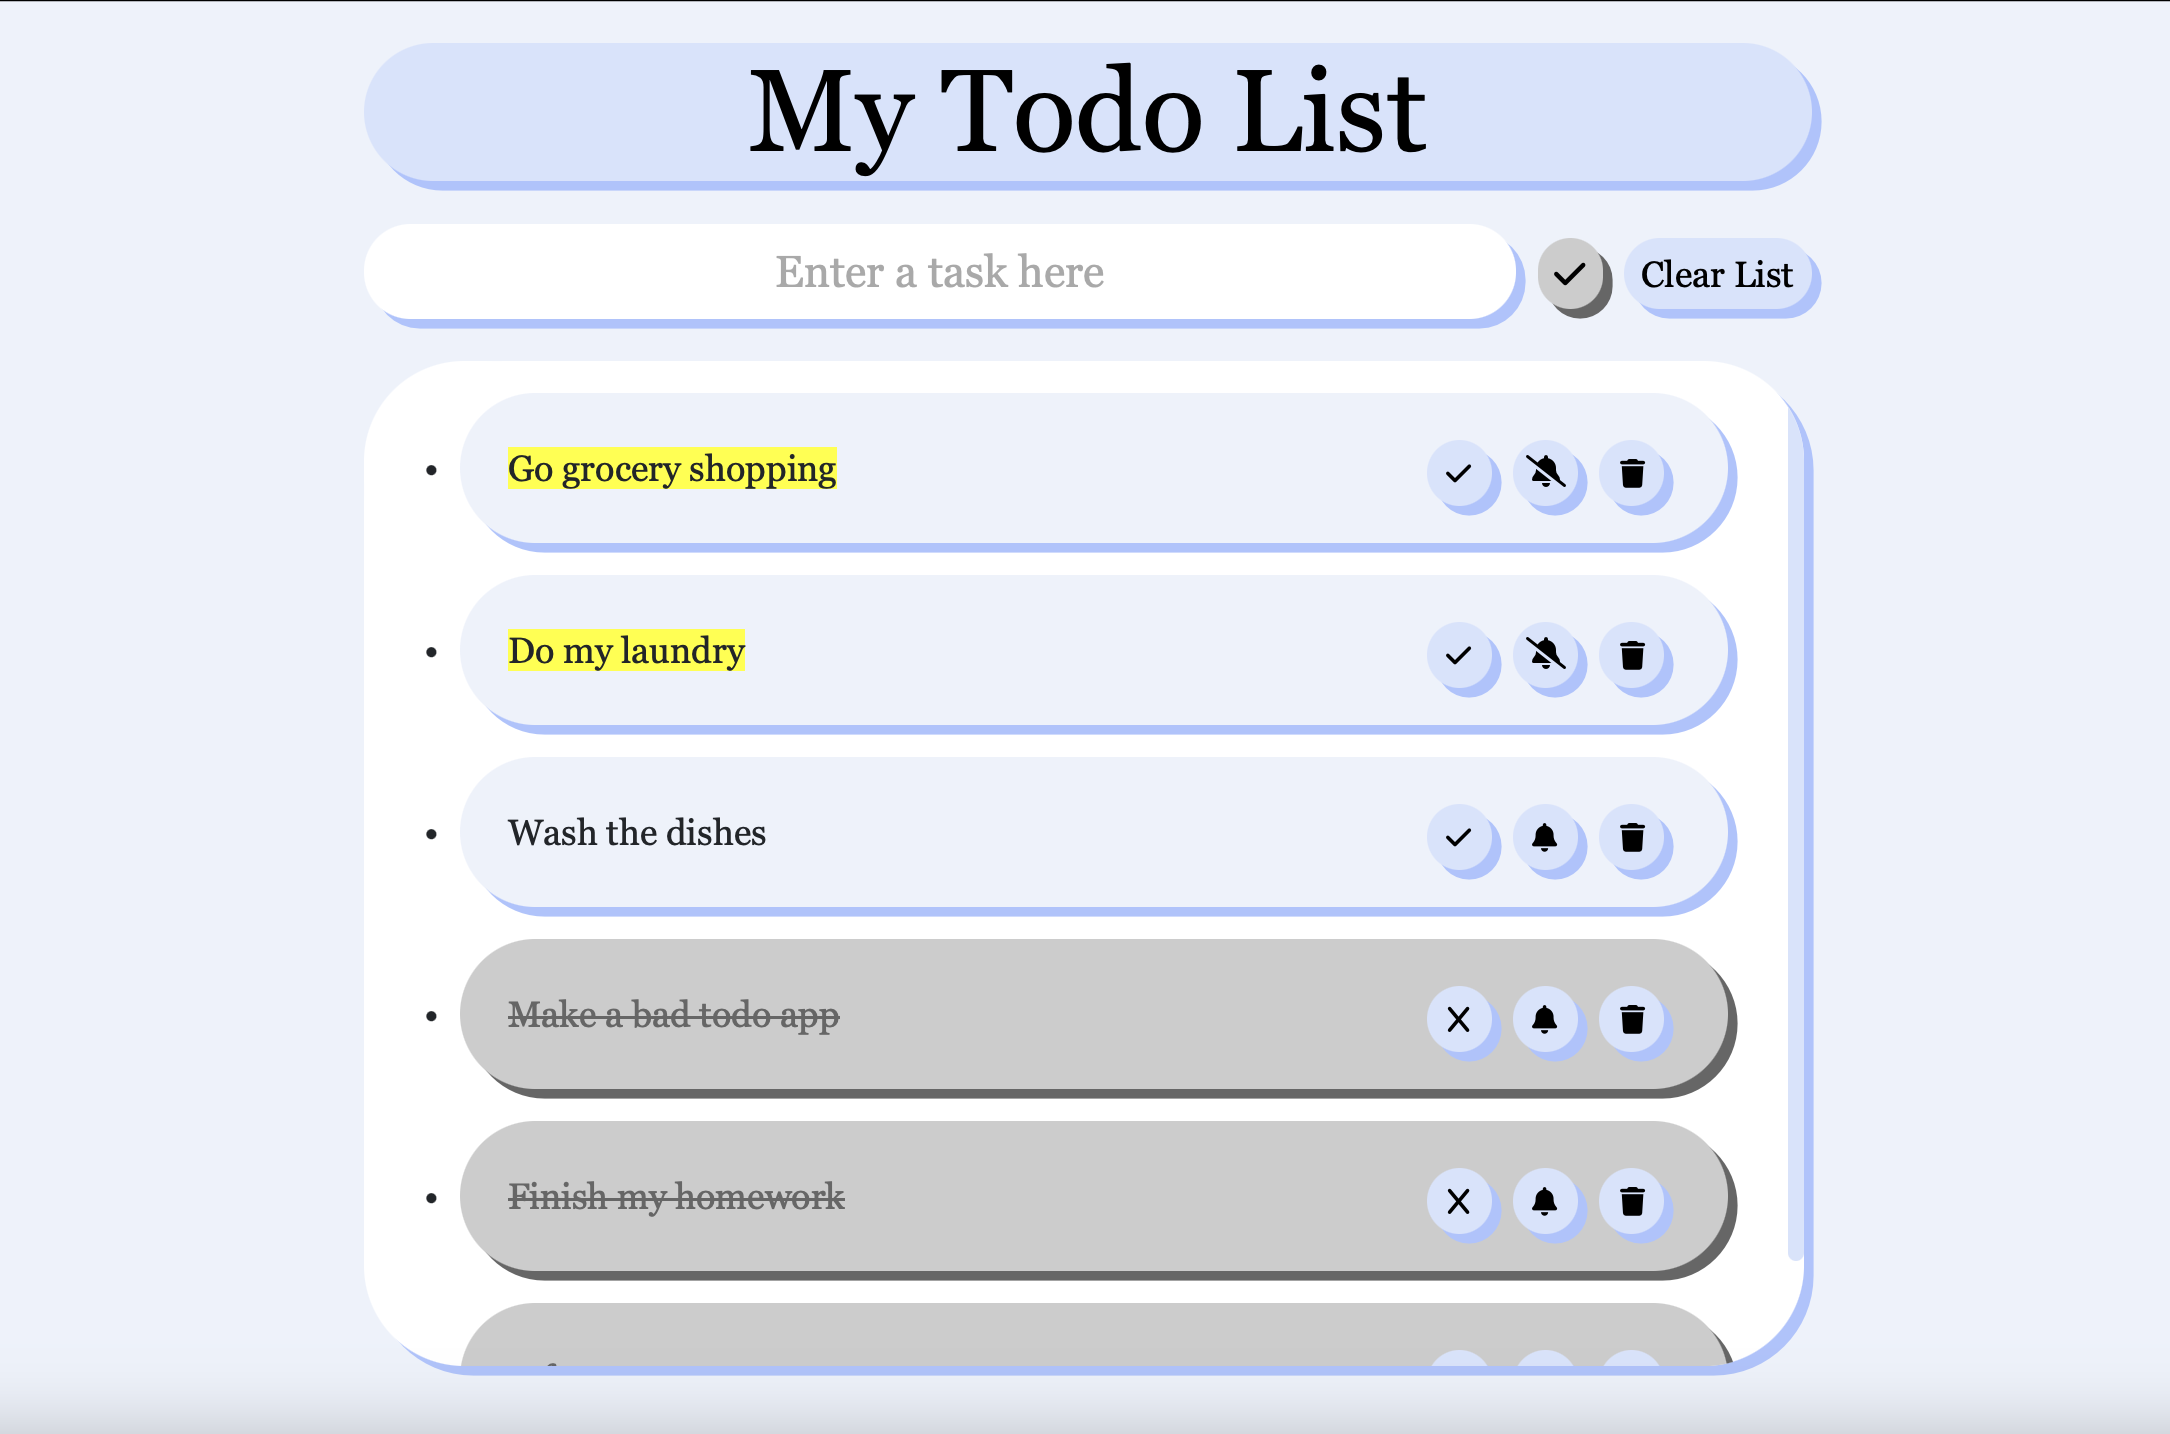 My Todo List
Enter a task here
Clear List
Go grocery shopping
Do my laundry
Wash the dishes
Make a bad todo app
Finish my homework